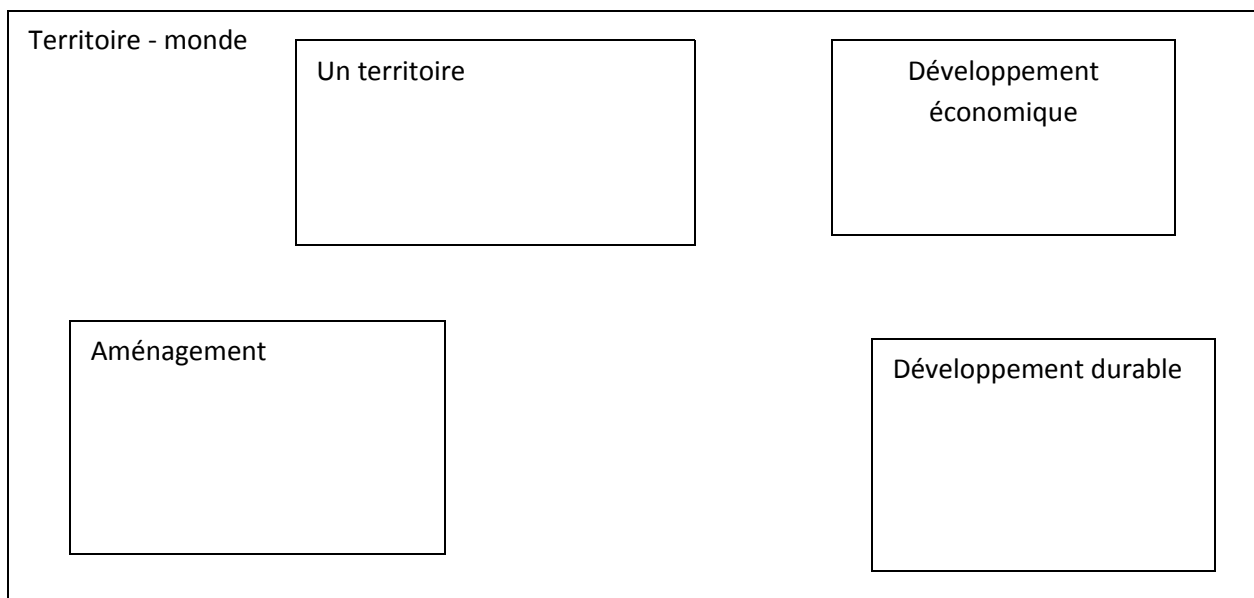 Territoire - monde
Un territoire
Développement
économique
Aménagement
Développement durable